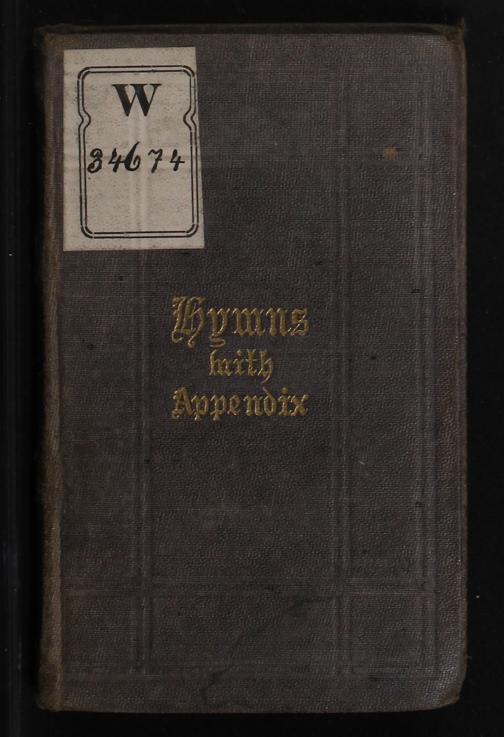 W
34674
Hymns
with
Appendix